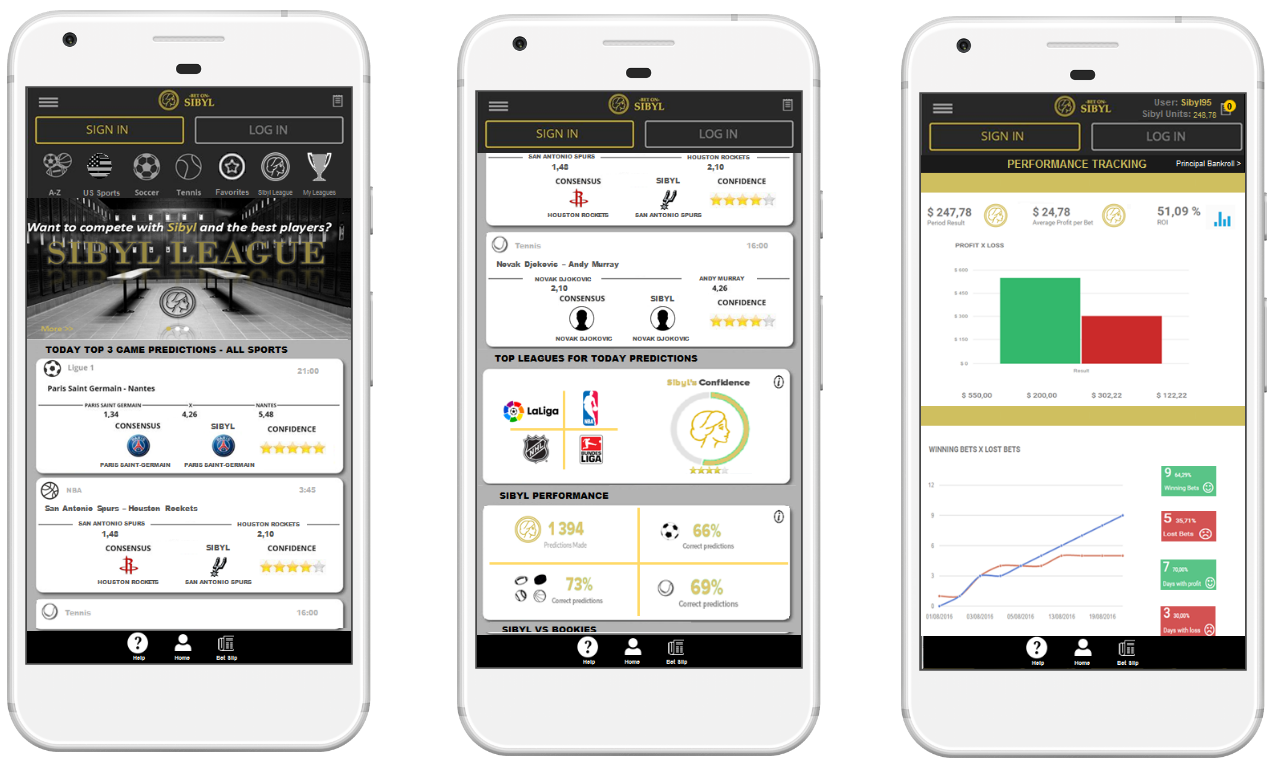 -BET ON-
SIBYL
SIGN IN
LOG IN
A-Z
US Sports
Soccer
Tennis
Favorites
Sibyl League
My Leagues
Want to compete with Sibyl and the best players?
SIBYL LEAGUE
More >>
TODAY TOP 3 GAME PREDICTIONS - ALL SPORTS
Ligue 1
21:00
Paris Saint Germain - Nantes
PARIS SAINT GERMAIN
X
NANTES
1,34
4,26
5,48
CONSENSUS
SIBYL
CONFIDENCE
PARIS SAINT-GERMAIN
PARIS SAINT-GERMAIN
NBA
3:45
San Antonio Spurs – Houston Rockets
SAN ANTONIO SPURS
HOUSTON ROCKETS
1,48
2,10
CONSENSUS
SIBYL
CONFIDENCE
HOUSTON ROCKETS
SAN ANTONIO SPURS
Tennis
16:00
?
Help
Home
Bet Slip
-BET ON-
SIBYL
SIGN IN
LOG IN
SAN ANTONIO SPURS
HOUSTON ROCKETS
1,48
2,10
CONSENSUS
SIBYL
CONFIDENCE
HOUSTON ROCKETS
SAN ANTONIO SPURS
Tennis
16:00
Novak Djokovic – Andy Murray
NOVAK DJOKOVIC
ANDY MURRAY
2,10
4,26
CONSENSUS
SIBYL
CONFIDENCE
NOVAK DJOKOVIC
NOVAK DJOKOVIC
TOP LEAGUES FOR TODAY PREDICTIONS
Sibyl's Confidence
i
LaLiga
NBA
NHL
BUNDES
LIGA
SIBYL PERFORMANCE
i
1 394
Predictions Made
66%
Correct predictions
73%
Correct predictions
69%
Correct predictions
SIBYL VS BOOKIES
?
Help
Home
Bet Slip
-BET ON-
SIBYL
User: Sibyl95
Sibyl Units: 248,78
0
SIGN IN
LOG IN
PERFORMANCE TRACKING
Principal Bankroll >
$ 247,78
Period Result
$ 24,78
Average Profit per Bet
51,09 %
ROI
PROFIT X LOSS
$ 600
$ 450
$ 300
$ 150
$ 0
Result
$ 550,00
$ 200,00
$ 302,22
$ 122,22
WINNING BETS X LOST BETS
12
9
6
3
0
01/08/2016
03/08/2016
05/08/2016
13/08/2016
19/08/2016
9 64,29%
Winning Bets
5 35,71%
Lost Bets
7 70,00%
Days with profit
3 30,00%
Days with loss
?
Help
Home
Bet Slip